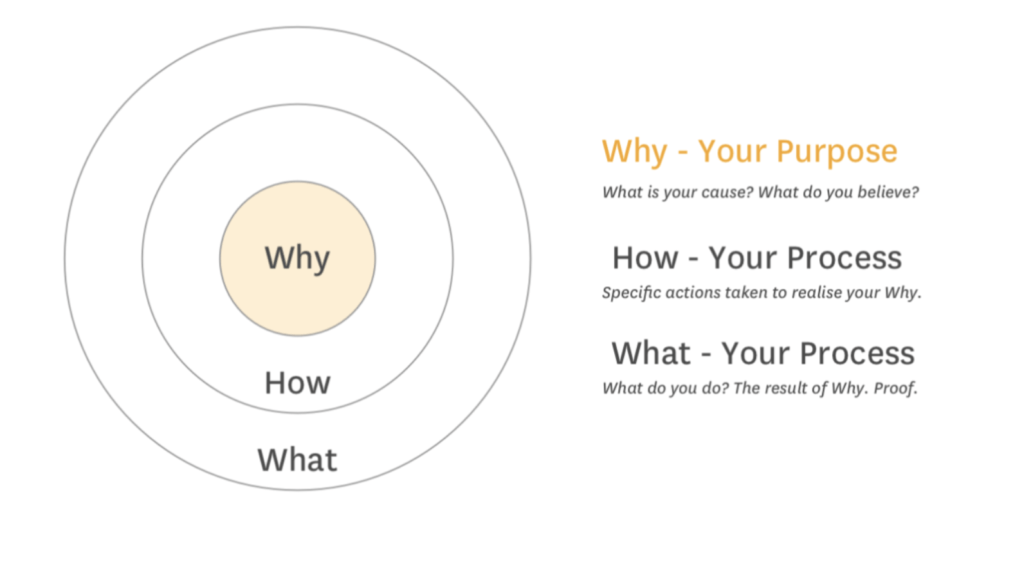 Why
How
What
Why - Your Purpose
What is your cause? What do you believe?
How - Your Process
Specific actions taken to realise your Why.
What - Your Process
What do you do? The result of Why. Proof.